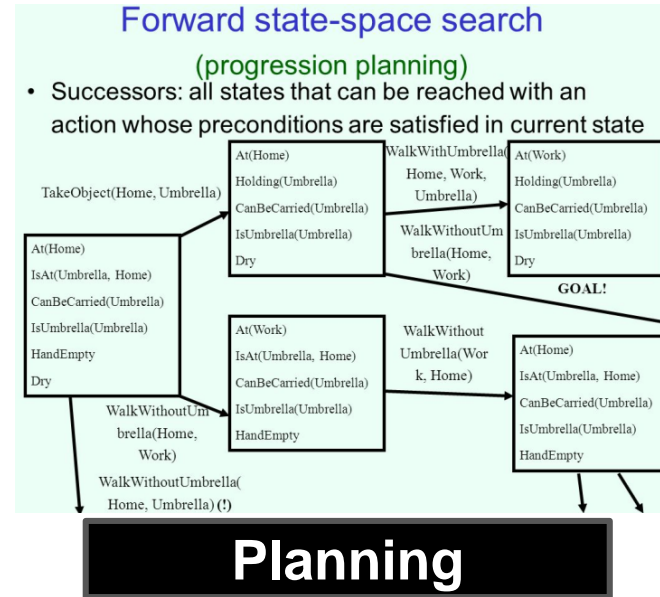 Forward state-space search
(progression planning)
• Successors: all states that can be reached with an
action whose preconditions are satisfied in current state
TakeObject(Home, Umbrella)
At(Home)
Holding(Umbrella)
CanBeCarried(Umbrella)
IsUmbrella(Umbrella)
Dry
WalkWithUmbrella(
Home, Work,
Umbrella)
WalkWithoutUm
brella(Home,
Work)
At(Work)
Holding(Umbrella)
CanBeCarried(Umbrella)
IsUmbrella(Umbrella)
Dry
GOAL!
At(Home)
IsAt(Umbrella, Home)
CanBeCarried(Umbrella)
IsUmbrella(Umbrella)
HandEmpty
Dry
At(Work)
IsAt(Umbrella, Home)
CanBeCarried(Umbrella)
IsUmbrella(Umbrella)
HandEmpty
WalkWithout
Umbrella(Wor
k, Home)
At(Home)
IsAt(Umbrella, Home)
CanBeCarried(Umbrella)
IsUmbrella(Umbrella)
HandEmpty
WalkWithoutUm
brella(Home,
Work)
WalkWithoutUmbrella(
Home, Umbrella) (!)
Planning